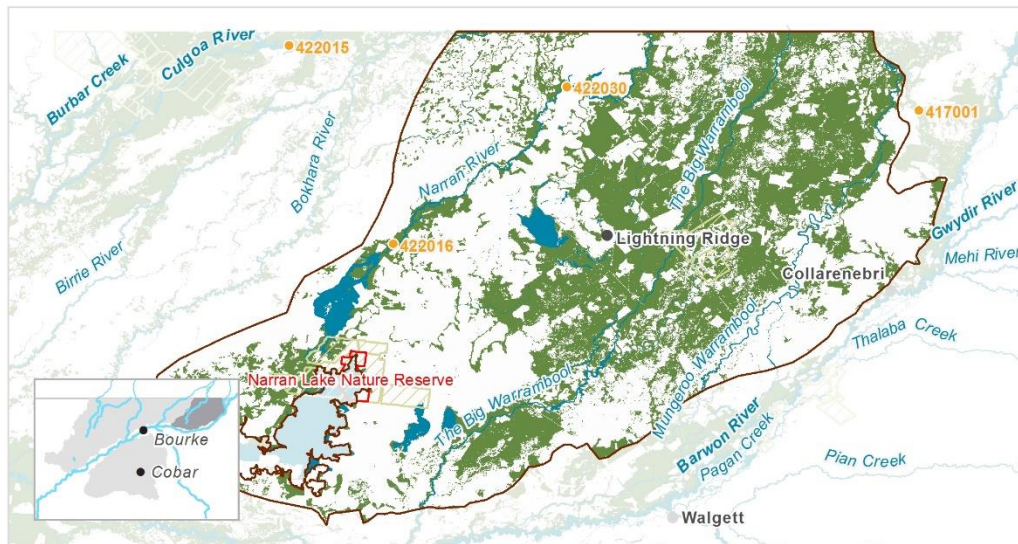 Culgoa River
422015
Burbar Creek
422030
417001
Bokhara River
Narran River
The Big Warrambool
Gwydir River
Lightning Ridge
422016
Mehi River
Birrie River
Collarenebri
Thalaba Creek
Mungeroo Warrambool
Narran Lake Nature Reserve
The Big Warrambool
Barwon River
Pagan Creek
Pian Creek
Bourke
Cobar
Walgett